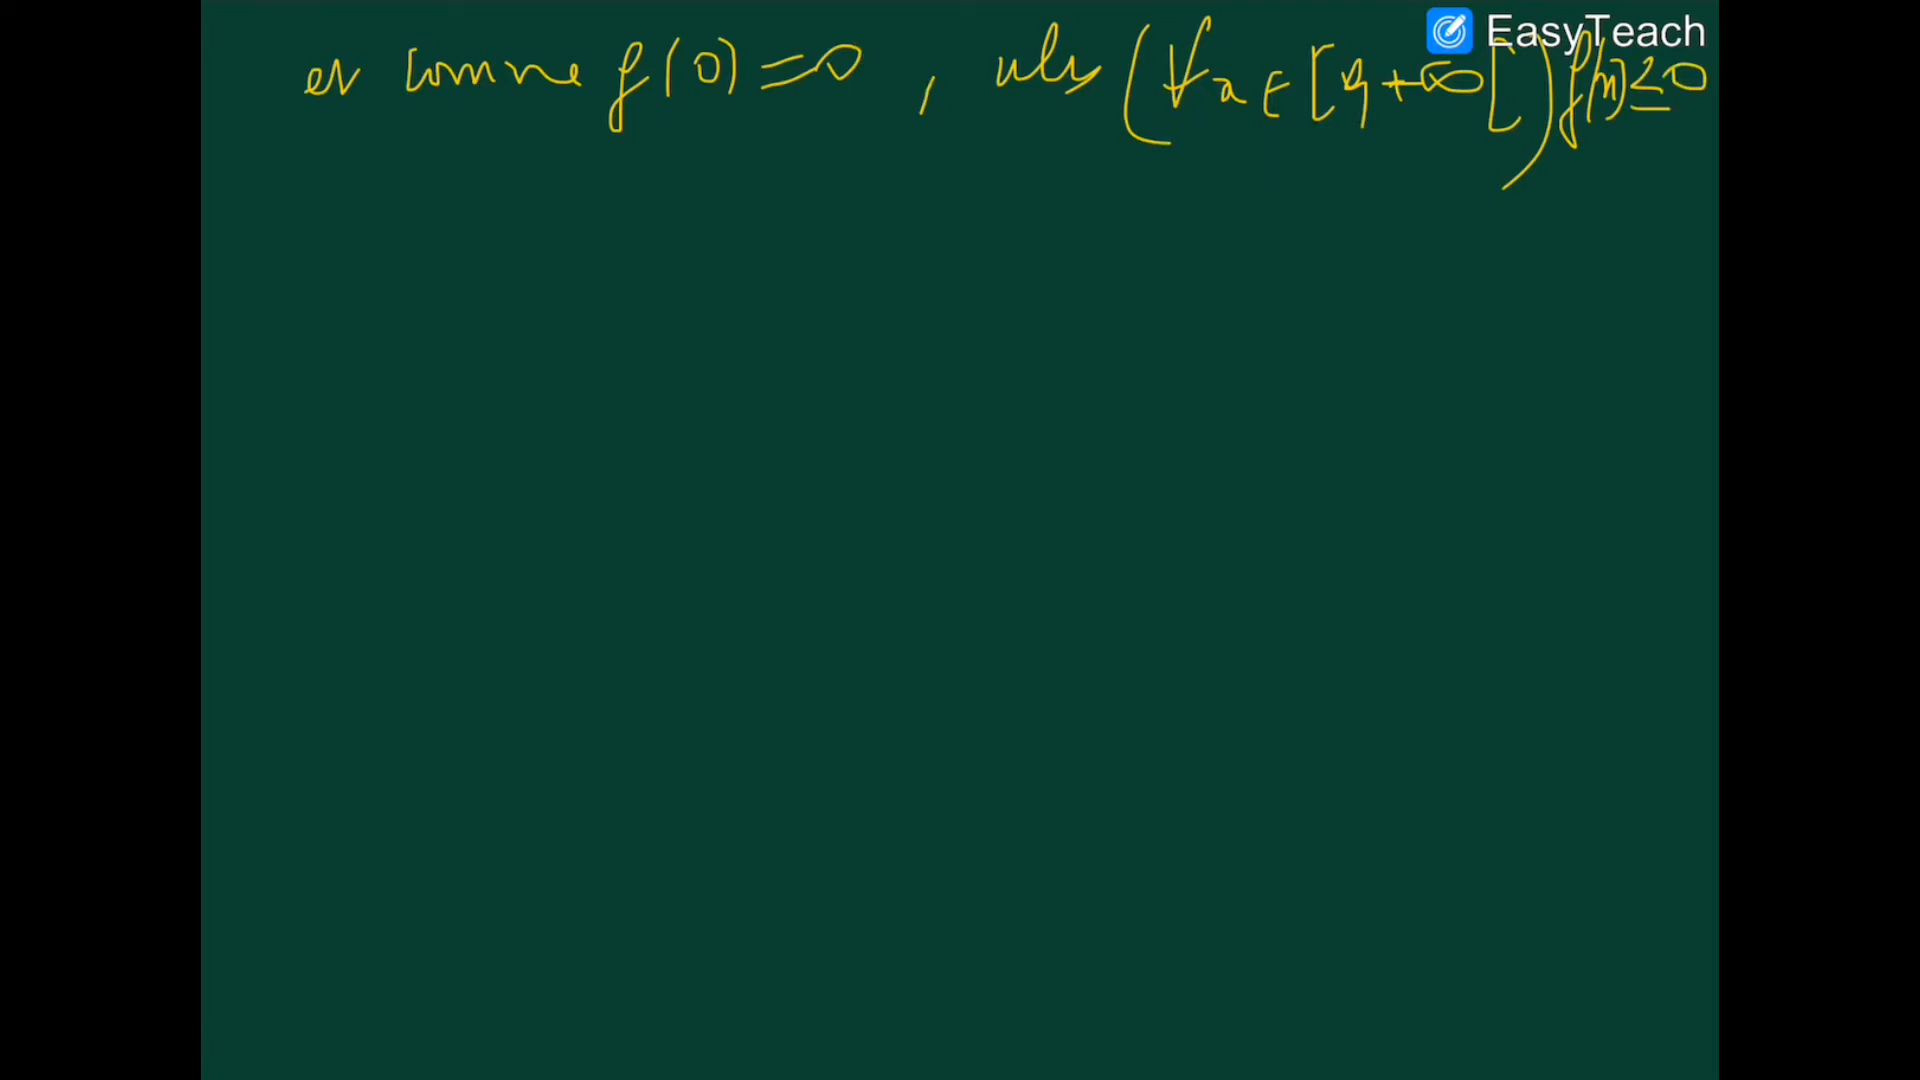 EasyTeach
et comme f(0)=0, alors (∀x∈[0,+∞[) f(x)≤0